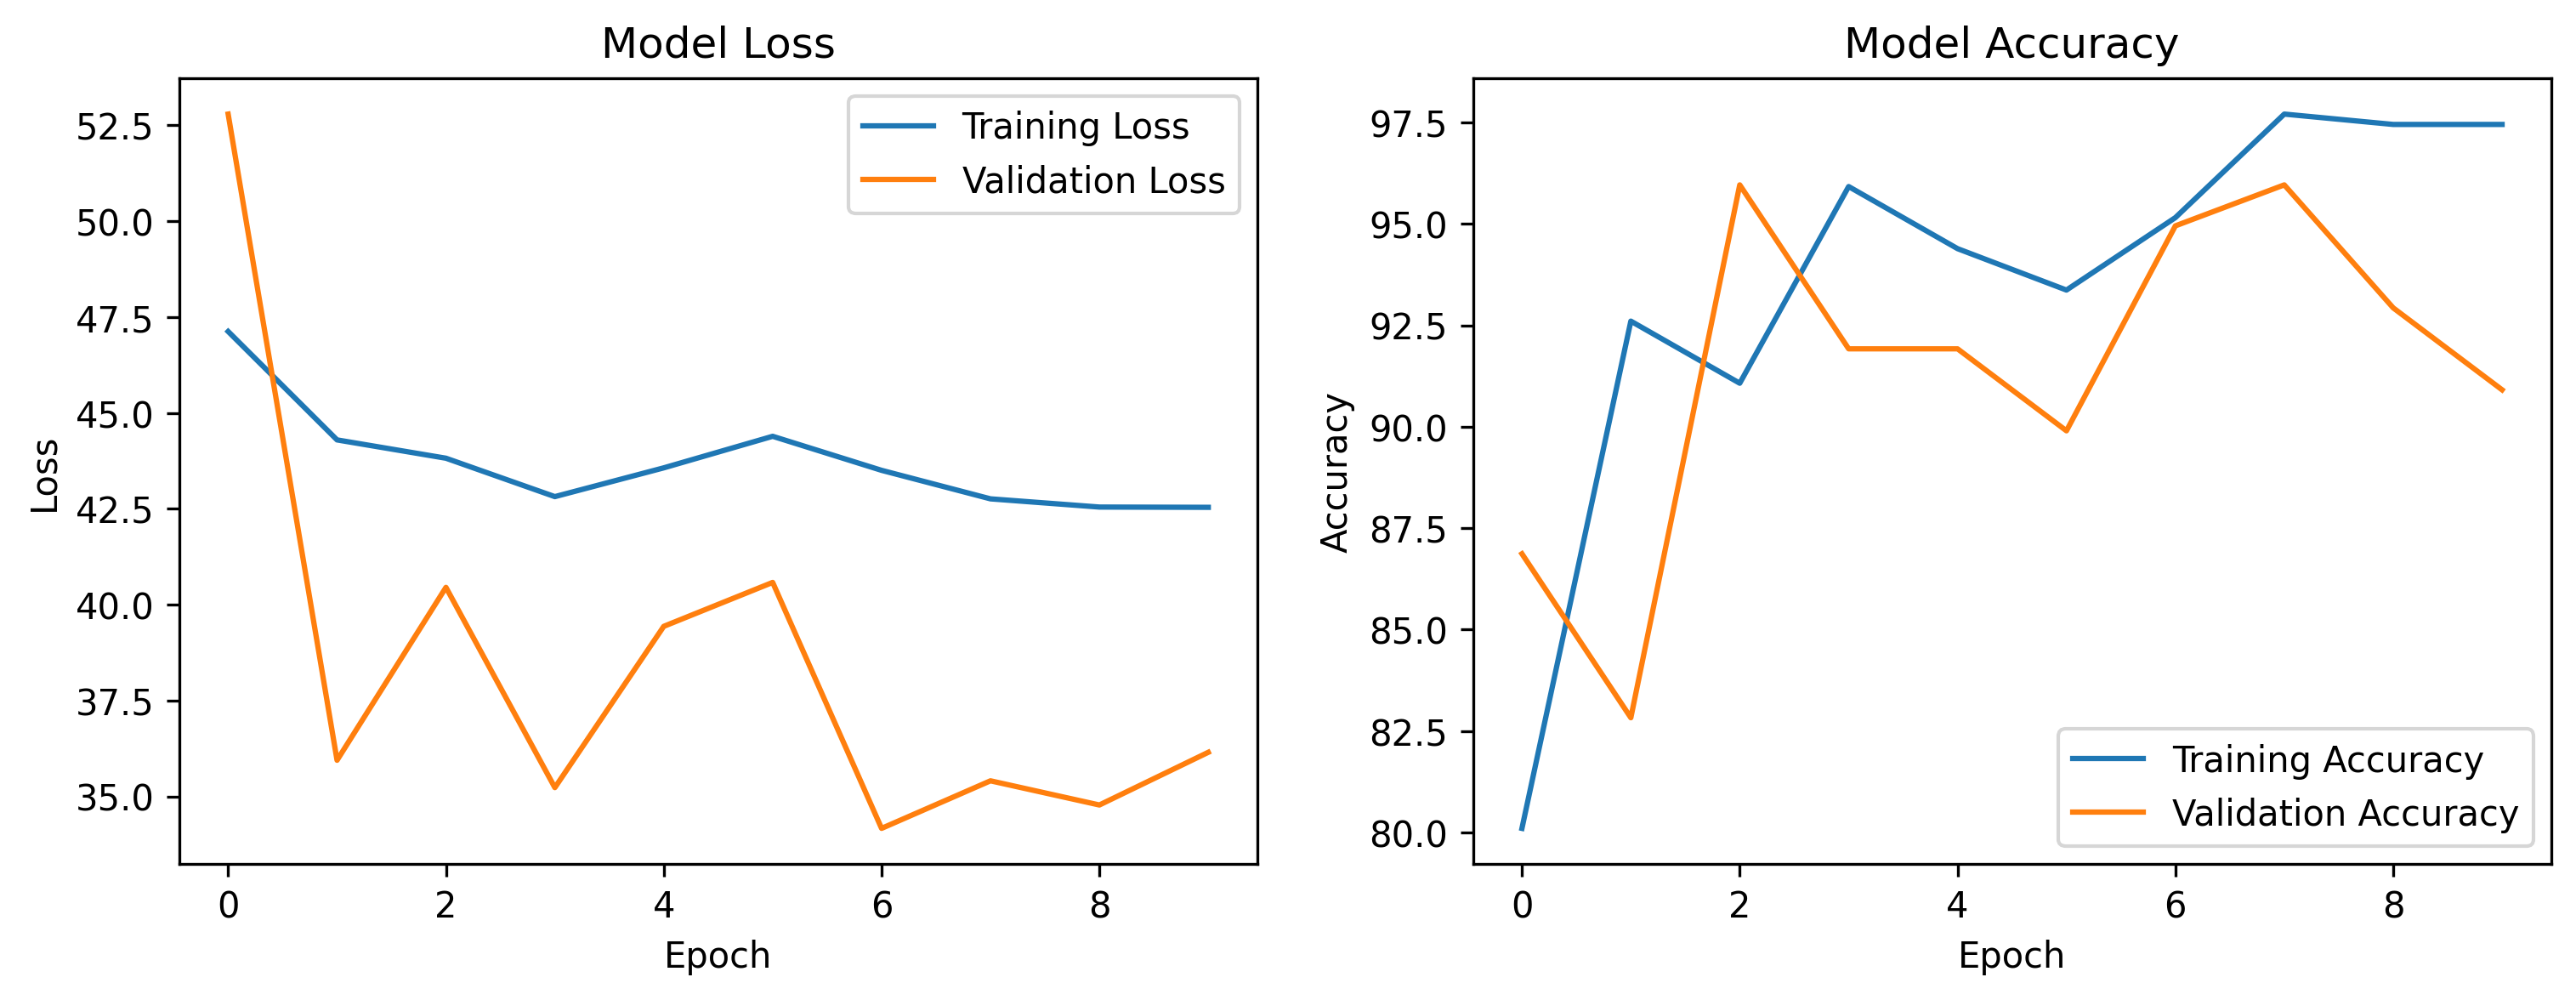 Model Loss
52.5
50.0
47.5
45.0
42.5
40.0
37.5
35.0
Loss
0 2 4 6 8
Epoch
Training Loss
Validation Loss
Model Accuracy
97.5
95.0
92.5
90.0
87.5
85.0
82.5
80.0
Accuracy
0 2 4 6 8
Epoch
Training Accuracy
Validation Accuracy